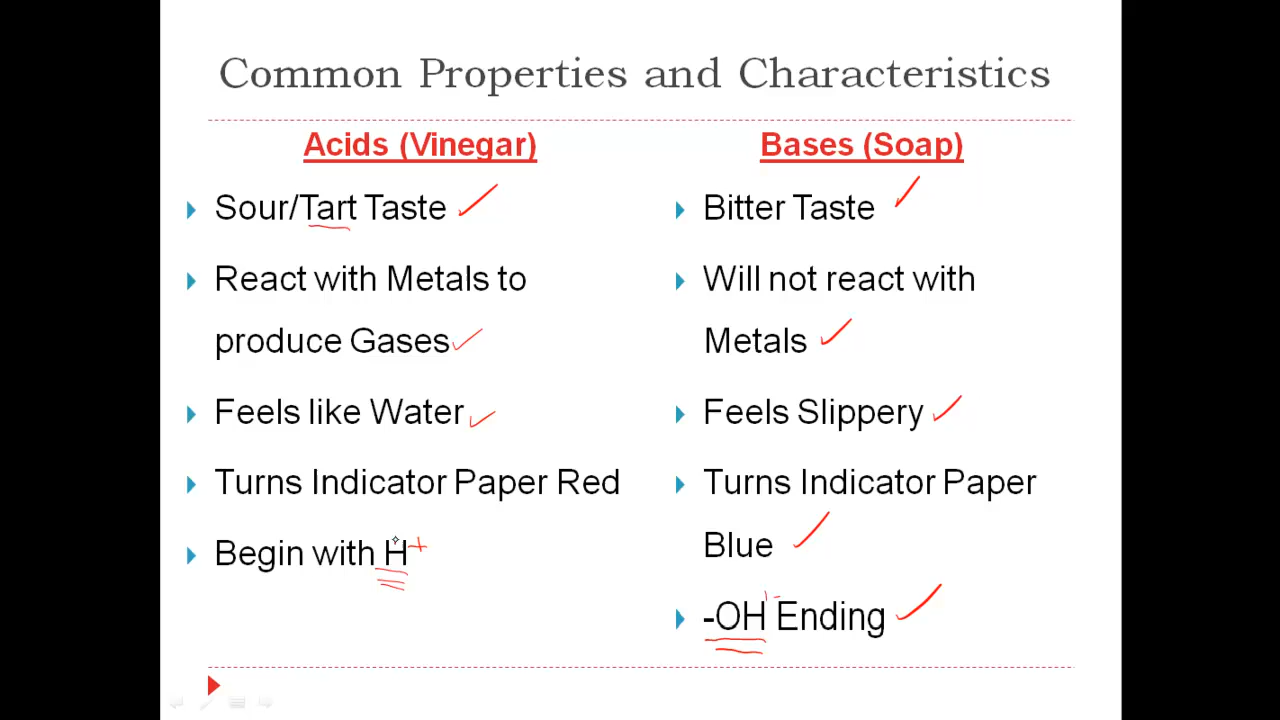 Common Properties and Characteristics
Acids (Vinegar)
Sour/Tart Taste
React with Metals to
produce Gases
Feels like Water
Turns Indicator Paper Red
Begin with H+
Bases (Soap)
Bitter Taste
Will not react with
Metals
Feels Slippery
Turns Indicator Paper
Blue
-OH Ending